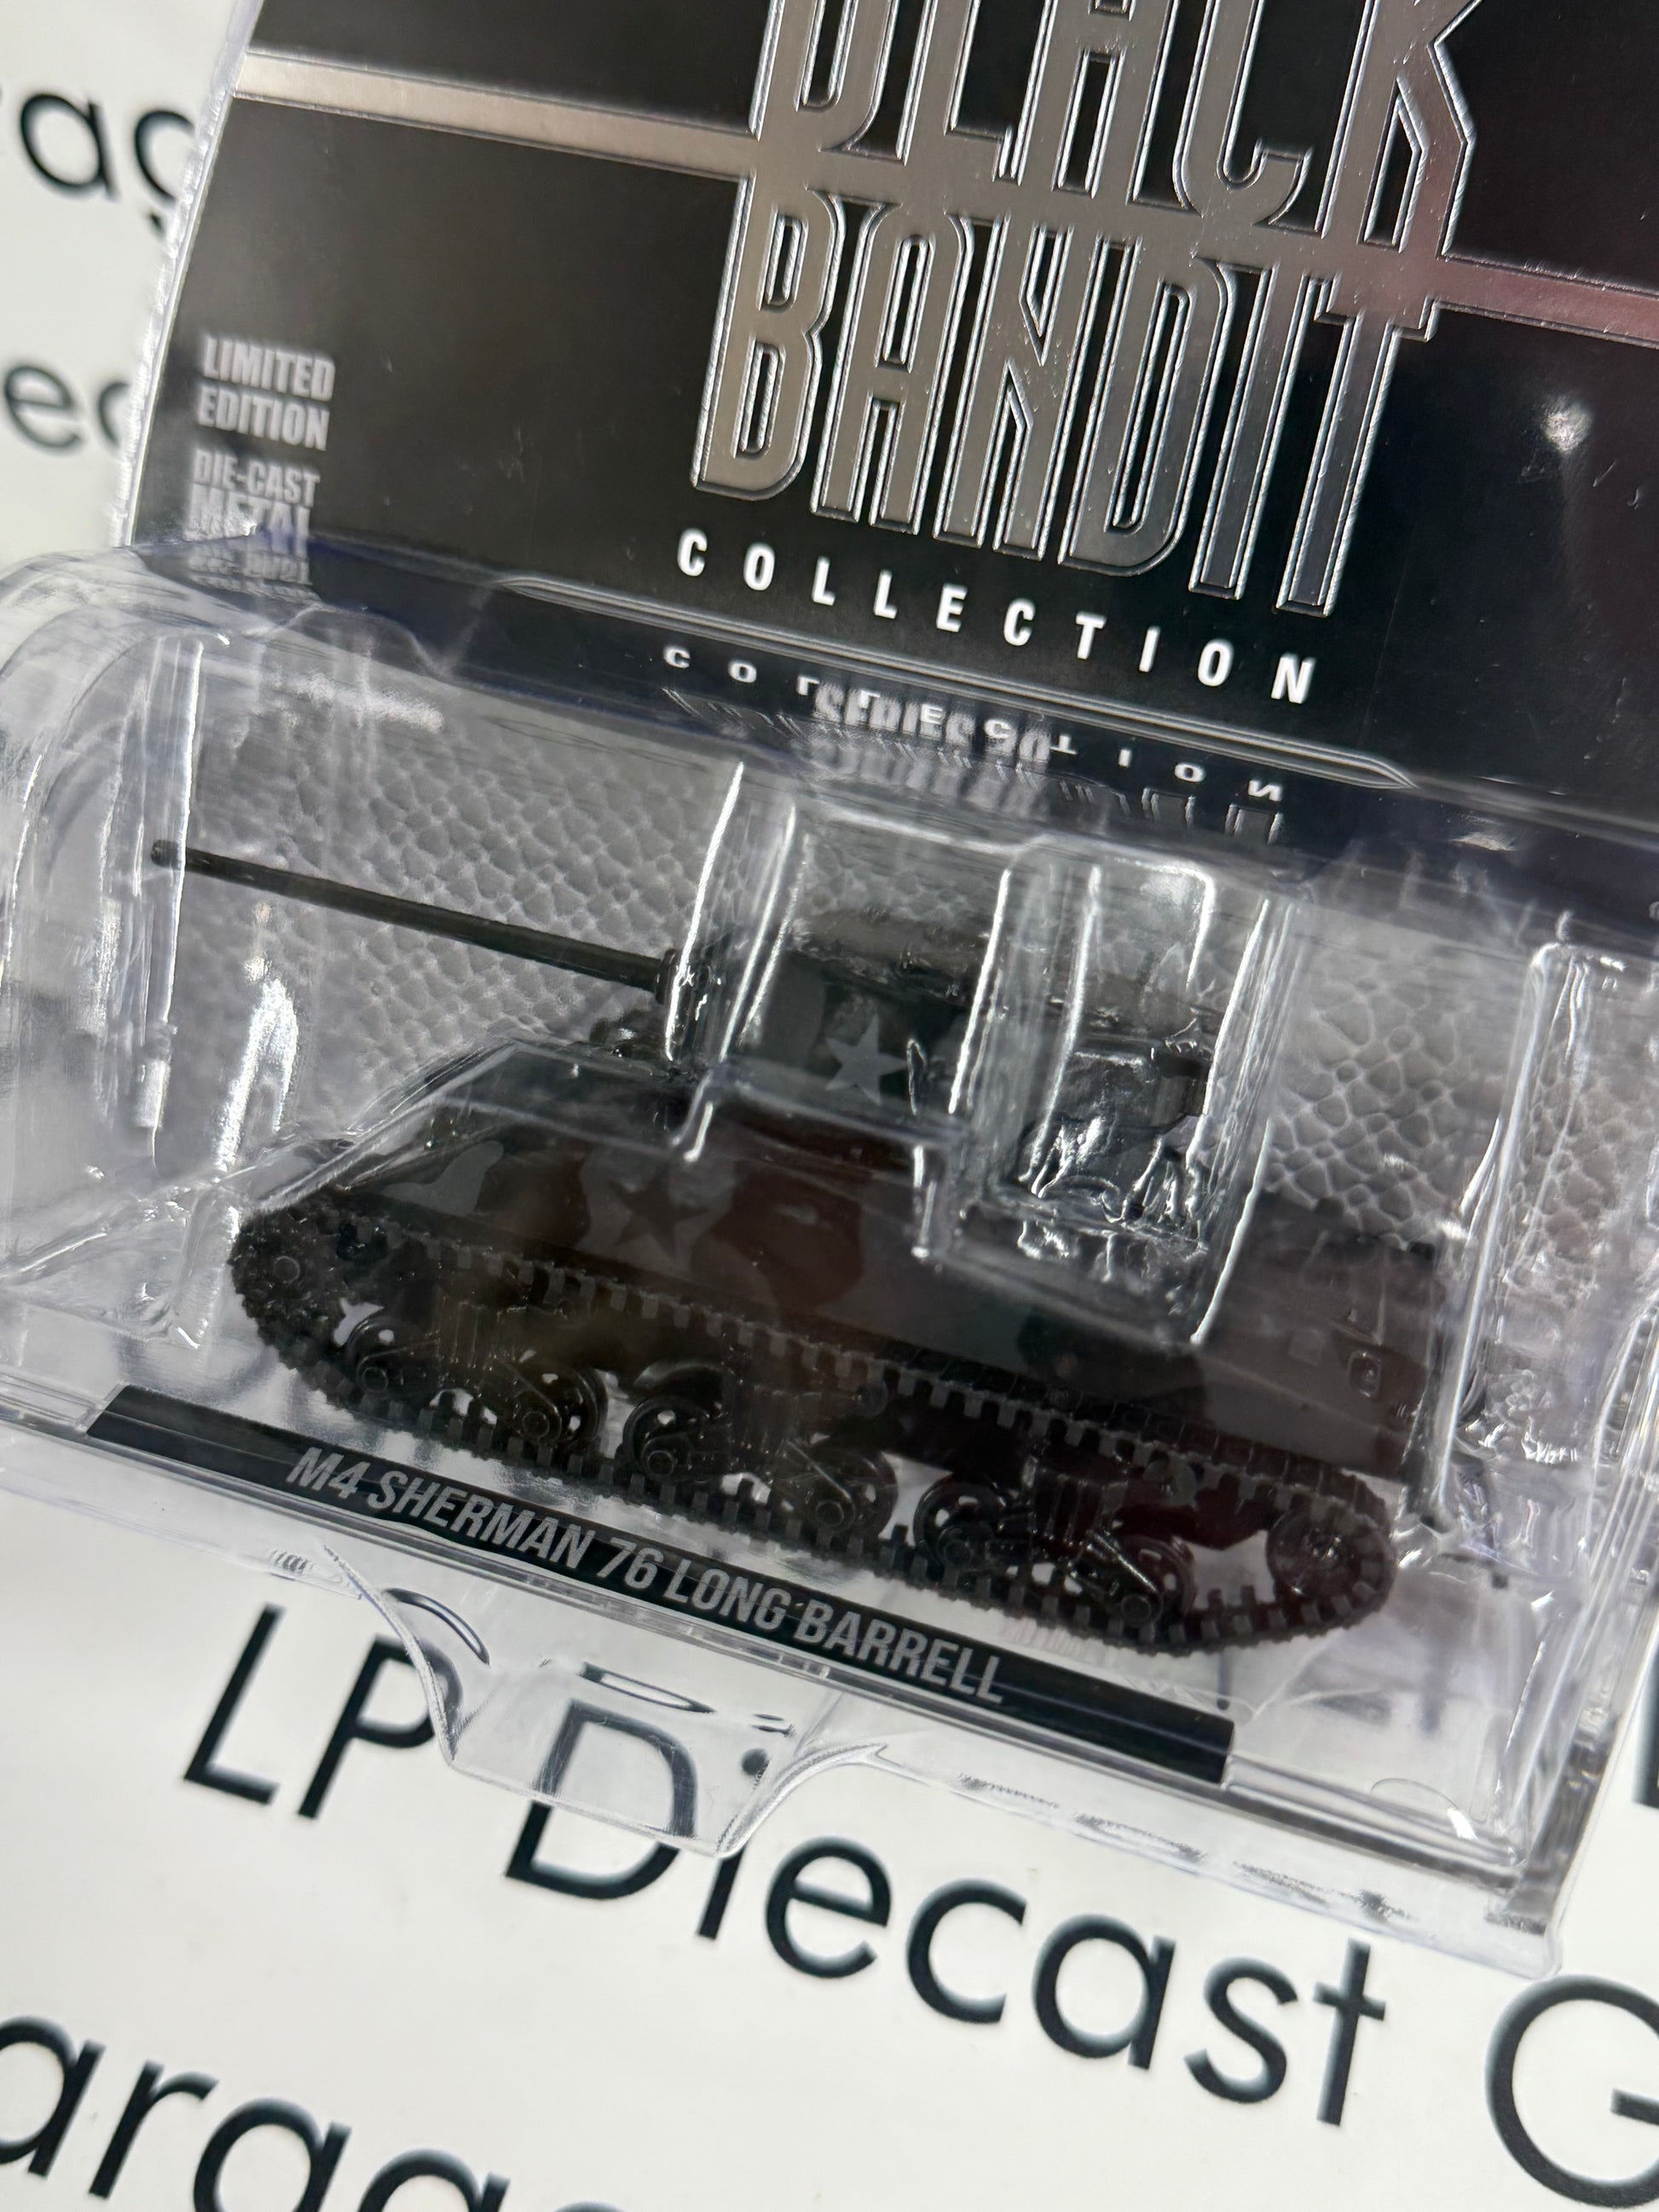 BLACK
BANDIT
COLLECTION
LIMITED
EDITION
DIE-CAST
METAL
M4 SHERMAN 76 LONG BARRELL
LP Diecast G